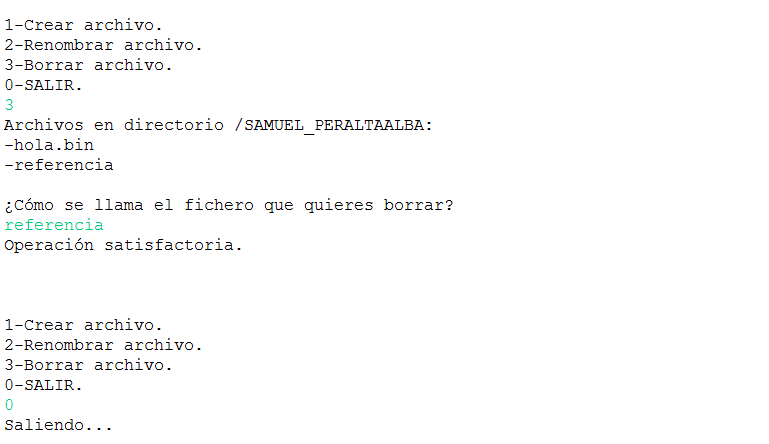 1-Crear archivo.
2-Renombrar archivo.
3-Borrar archivo.
0-SALIR.
3
Archivos en directorio /SAMUEL_PERALTAALBA:
-hola.bin
-referencia
¿Cómo se llama el fichero que quieres borrar?
referencia
Operación satisfactoria.
1-Crear archivo.
2-Renombrar archivo.
3-Borrar archivo.
0-SALIR.
0
Saliendo...